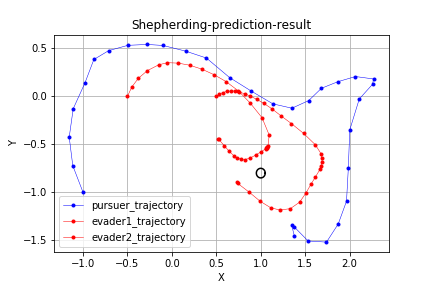 Shepherding-prediction-result
Y
0.5
0.0
−0.5
−1.0
−1.5
pursuer_trajectory
evader1_trajectory
evader2_trajectory
−1.0
−0.5
0.0
0.5
1.0
1.5
2.0
X